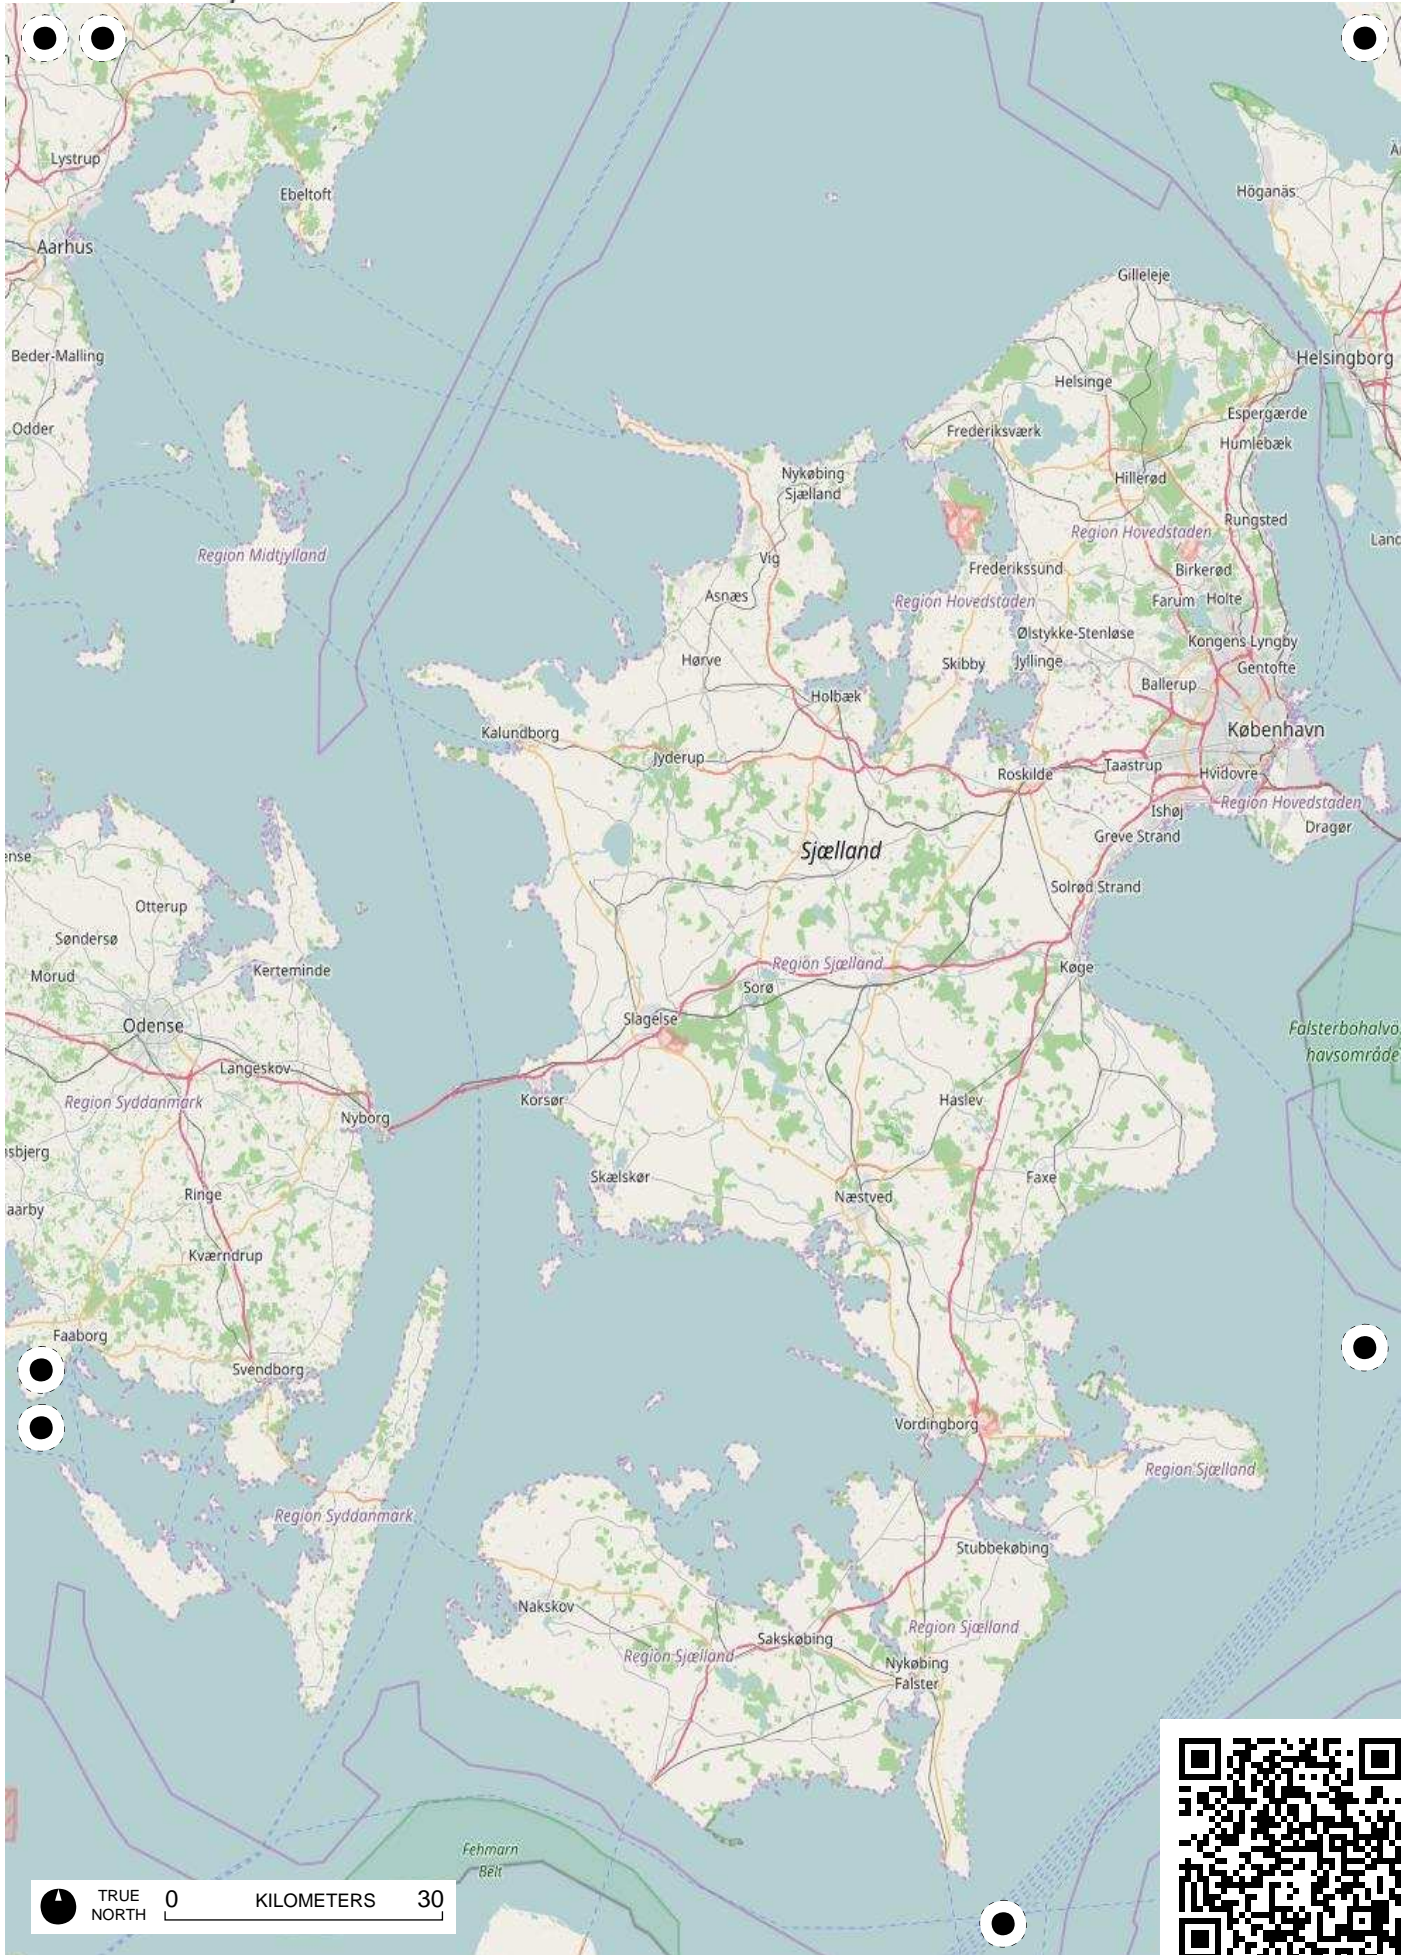 Lystrup
Ebeltoft
Höganäs
Aarhus
Gilleleje
Beder-Malling
Helsingborg
Helsinge
Espergærde
Odder
Frederiksværk
Humlebæk
Nykøbing
Sjælland
Hillerød
Rungsted
Region Hovedstaden
Land
Region Midtjylland
Vig
Frederikssund
Birkerød
Asnæs
Region Hovedstaden
Farum
Holte
Ølstykke-Stenløse
Kongens Lyngby
Hørve
Skibby
Jyllinge
Gentofte
Ballerup
Holbæk
Kalundborg
København
Jyderup
Roskilde
Taastrup
Hvidovre
Region Hovedstaden
Ishøj
Dragør
Greve Strand
Sjælland
ense
Solrød Strand
Otterup
Søndersø
Region Sjælland
Køge
Morud
Kerteminde
Sorø
Odense
Slagelse
Falsterbohalvö
havsområde
Langeskov
Region Syddanmark
Korsør
Haslev
Nyborg
sbjerg
Skælskør
Faxe
Ringe
Næstved
aarby
Kværndrup
Faaborg
Svendborg
Vordingborg
Region Sjælland
Region Syddanmark
Stubbekøbing
Nakskov
Region Sjælland
Sakskøbing
Region Sjælland
Nykøbing
Falster
Fehmarn
Belt
TRUE
NORTH
0 KILOMETERS 30